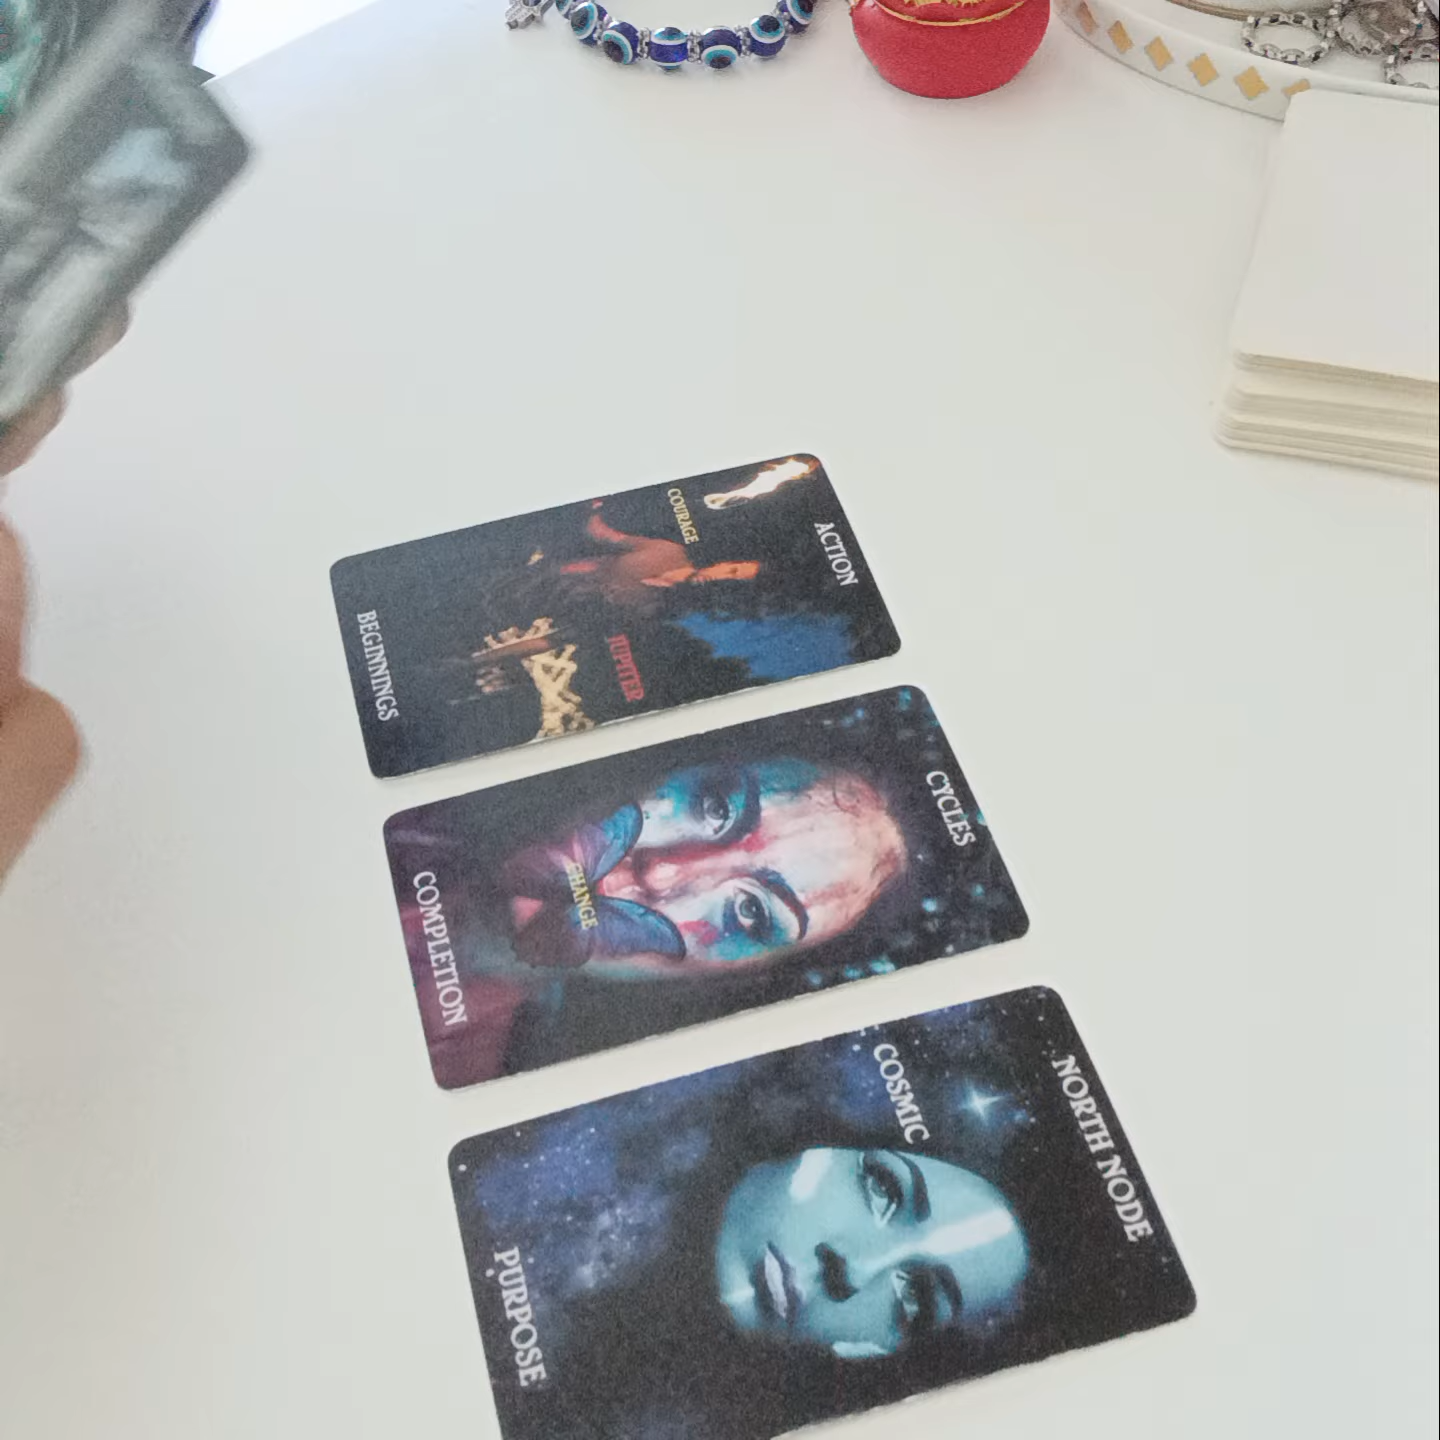 ACTION
COURAGE
JUPITER
BEGINNINGS
CYCLES
CHANGE
COMPLETION
NORTH NODE
COSMIC
PURPOSE